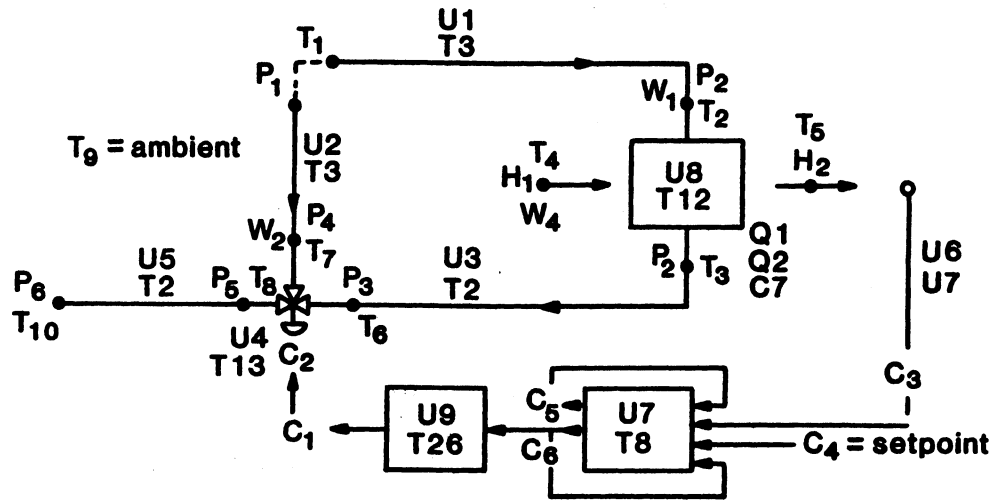 U1
T3
T₁
P₁
P₂
W₁
T₂
T₉ = ambient
U2
T3
T₄
H₁
W₄
U8
T12
T₅
H₂
P₄
W₂
T₇
Q1
Q2
C7
U6
U7
P₂
T₃
U3
T2
U5
T2
P₆
T₁₀
P₅
T₈
P₃
T₆
U4
T13
C₂
C₃
C₁
U9
T26
C₅
C₆
U7
T8
C₄ = setpoint